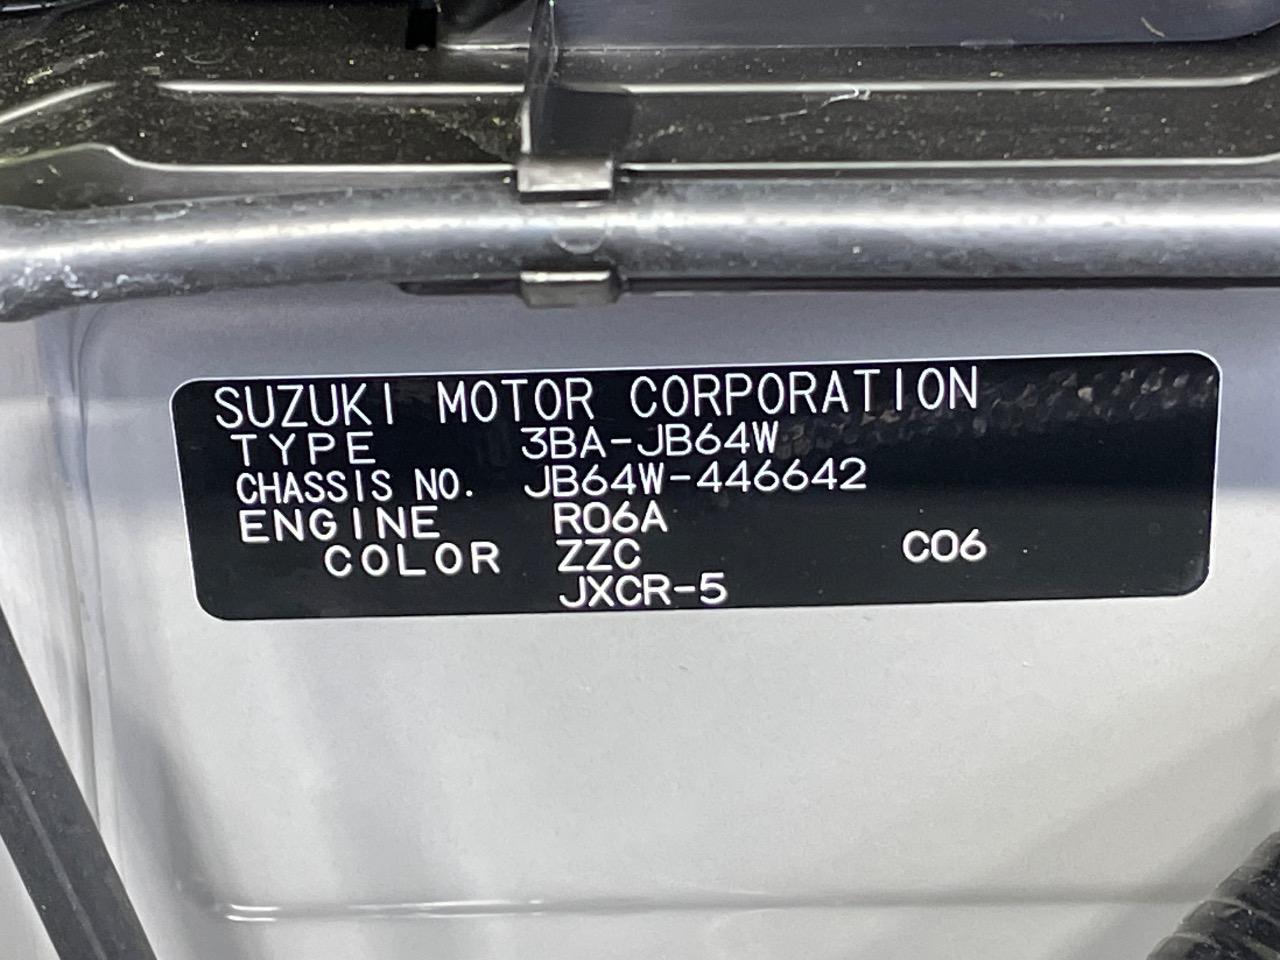 SUZUKI MOTOR CORPORATION
TYPE 3BA-JB64W
CHASSIS NO. JB64W-446642
ENGINE R06A
COLOR ZZC C06
JXCR-5